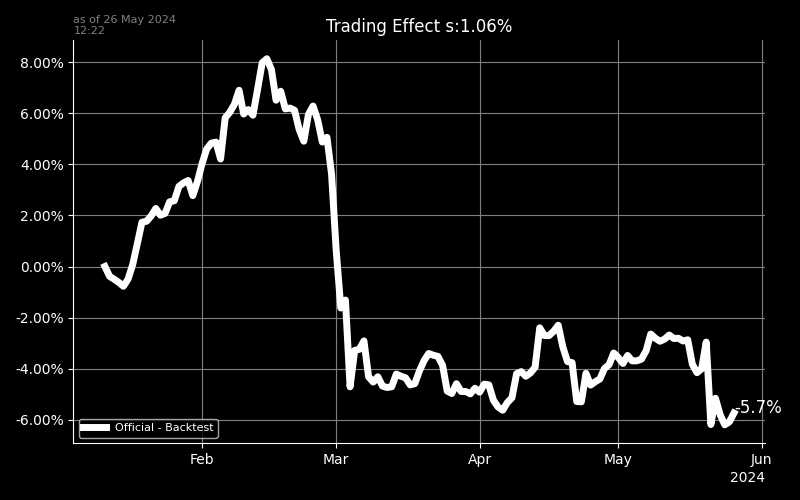 as of 26 May 2024
12:22
Trading Effect s:1.06%
8.00%
6.00%
4.00%
2.00%
0.00%
-2.00%
-4.00%
-6.00%
-5.7%
Official - Backtest
Feb
Mar
Apr
May
Jun
2024